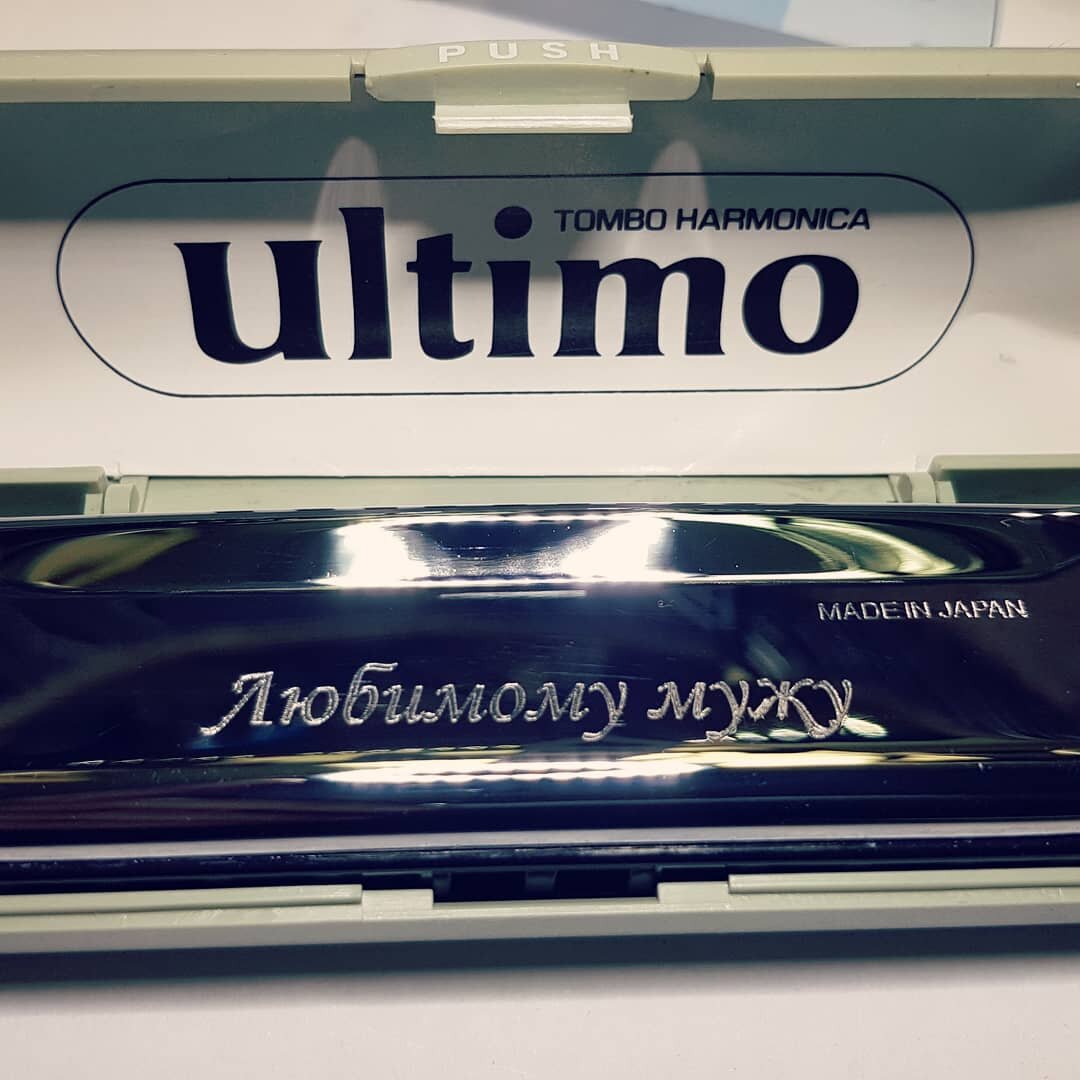 PUSH
TOMBO HARMONICA
ultimo
MADE IN JAPAN
Любимому мужу